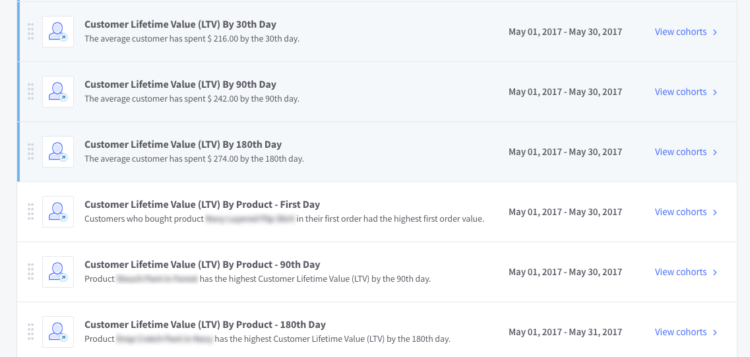 Customer Lifetime Value (LTV) By 30th Day
The average customer has spent $ 216.00 by the 30th day.
May 01, 2017 - May 30, 2017
View cohorts
Customer Lifetime Value (LTV) By 90th Day
The average customer has spent $ 242.00 by the 90th day.
May 01, 2017 - May 30, 2017
View cohorts
Customer Lifetime Value (LTV) By 180th Day
The average customer has spent $ 274.00 by the 180th day.
May 01, 2017 - May 30, 2017
View cohorts
Customer Lifetime Value (LTV) By Product - First Day
Customers who bought product in their first order had the highest first order value.
May 01, 2017 - May 30, 2017
View cohorts
Customer Lifetime Value (LTV) By Product - 90th Day
Product has the highest Customer Lifetime Value (LTV) by the 90th day.
May 01, 2017 - May 30, 2017
View cohorts
Customer Lifetime Value (LTV) By Product - 180th Day
Product has the highest Customer Lifetime Value (LTV) by the 180th day.
May 01, 2017 - May 31, 2017
View cohorts